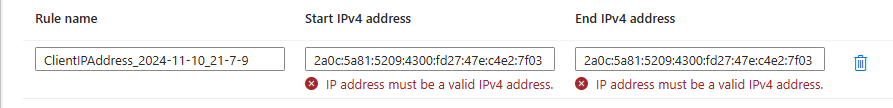 Rule name Start IPv4 address End IPv4 address
ClientIPAddress_2024-11-10_21-7-9 2a0c:5a81:5209:4300:fd27:47e:c4e2:7f03 2a0c:5a81:5209:4300:fd27:47e:c4e2:7f03
IP address must be a valid IPv4 address. IP address must be a valid IPv4 address.